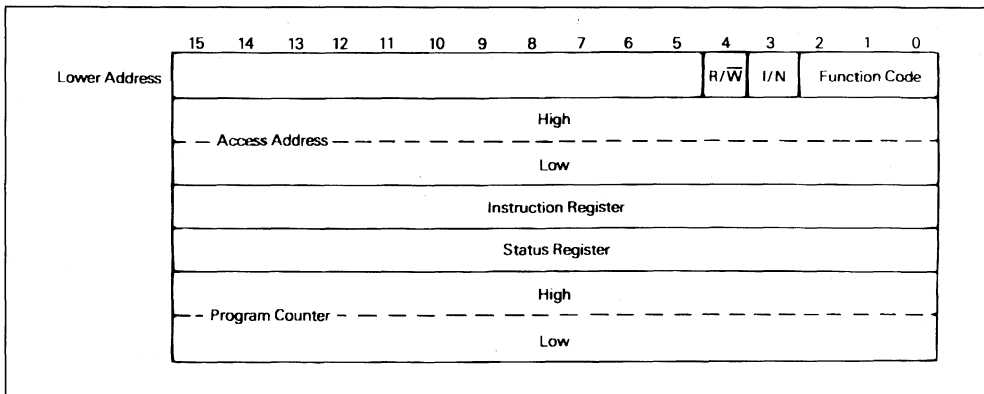 15 14 13 12 11 10 9 8 7 6 5 4 3 2 1 0
Lower Address R/W̅ I/N Function Code
High
Access Address
Low
Instruction Register
Status Register
High
Program Counter
Low